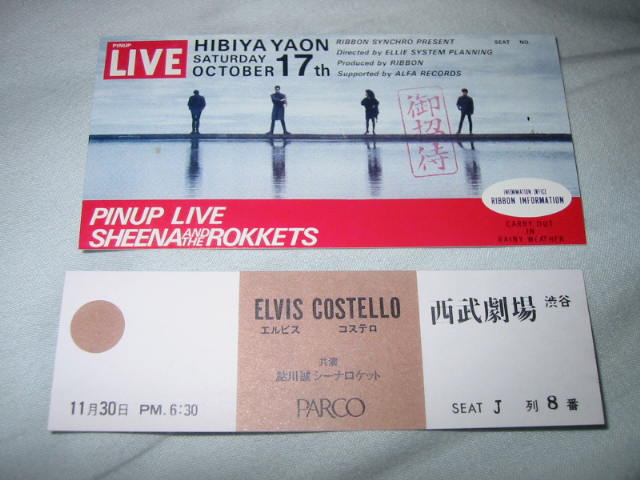 PINUP
LIVE
HIBIYA YAON
SATURDAY
OCTOBER 17th
RIBBON SYNCHRO PRESENT
Directed by ELLIE SYSTEM PLANNING
Produced by RIBBON
Supported by ALFA RECORDS
SEAT NO.
御招待
INFORMATION OFFICE
RIBBON INFORMATION
PINUP LIVE
SHEENA AND THE ROKKETS
CARRY OUT
IN
RAINY WEATHER
ELVIS COSTELLO
エルビス コステロ
共演
鮎川誠シーナロケット
PARCO
11月30日 PM.6:30
西武劇場 渋谷
SEAT J 列 8 番